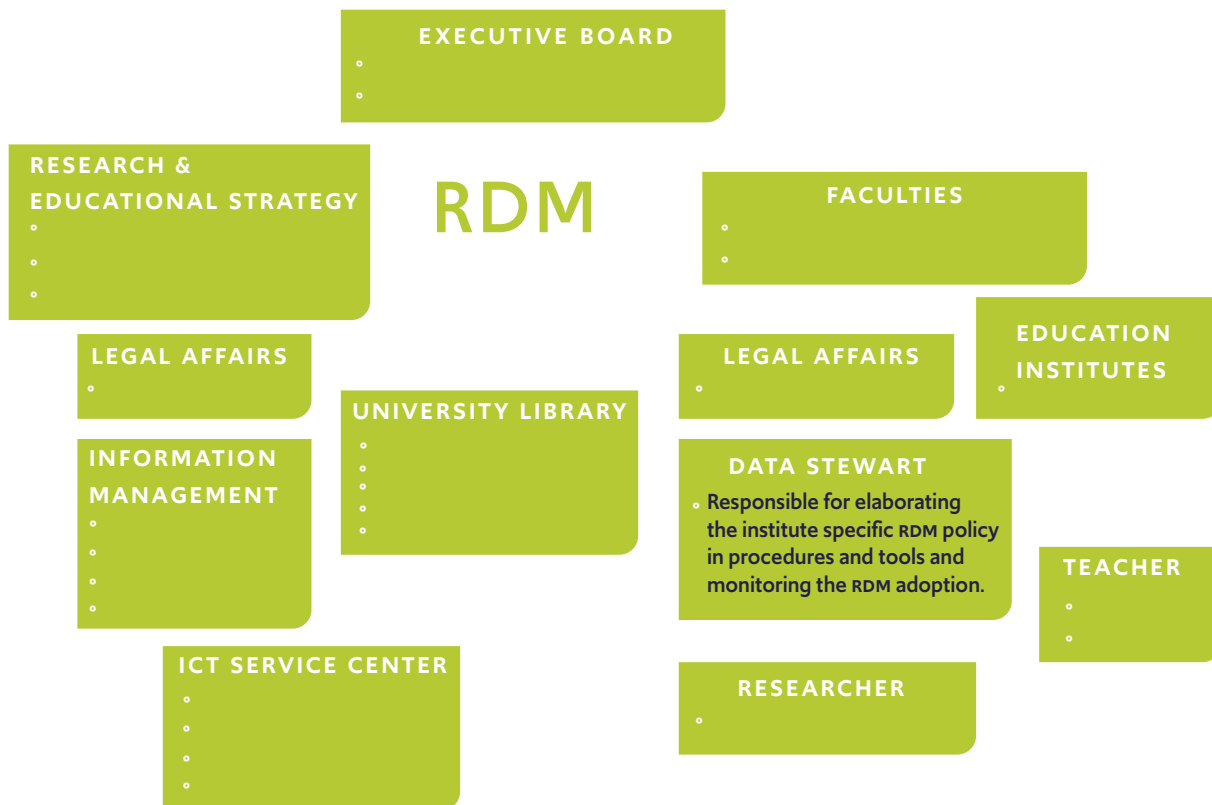 EXECUTIVE BOARD
RESEARCH &
EDUCATIONAL STRATEGY
RDM
FACULTIES
EDUCATION
INSTITUTES
LEGAL AFFAIRS
LEGAL AFFAIRS
UNIVERSITY LIBRARY
INFORMATION
MANAGEMENT
DATA STEWART
Responsible for elaborating
the institute specific RDM policy
in procedures and tools and
monitoring the RDM adoption.
TEACHER
ICT SERVICE CENTER
RESEARCHER